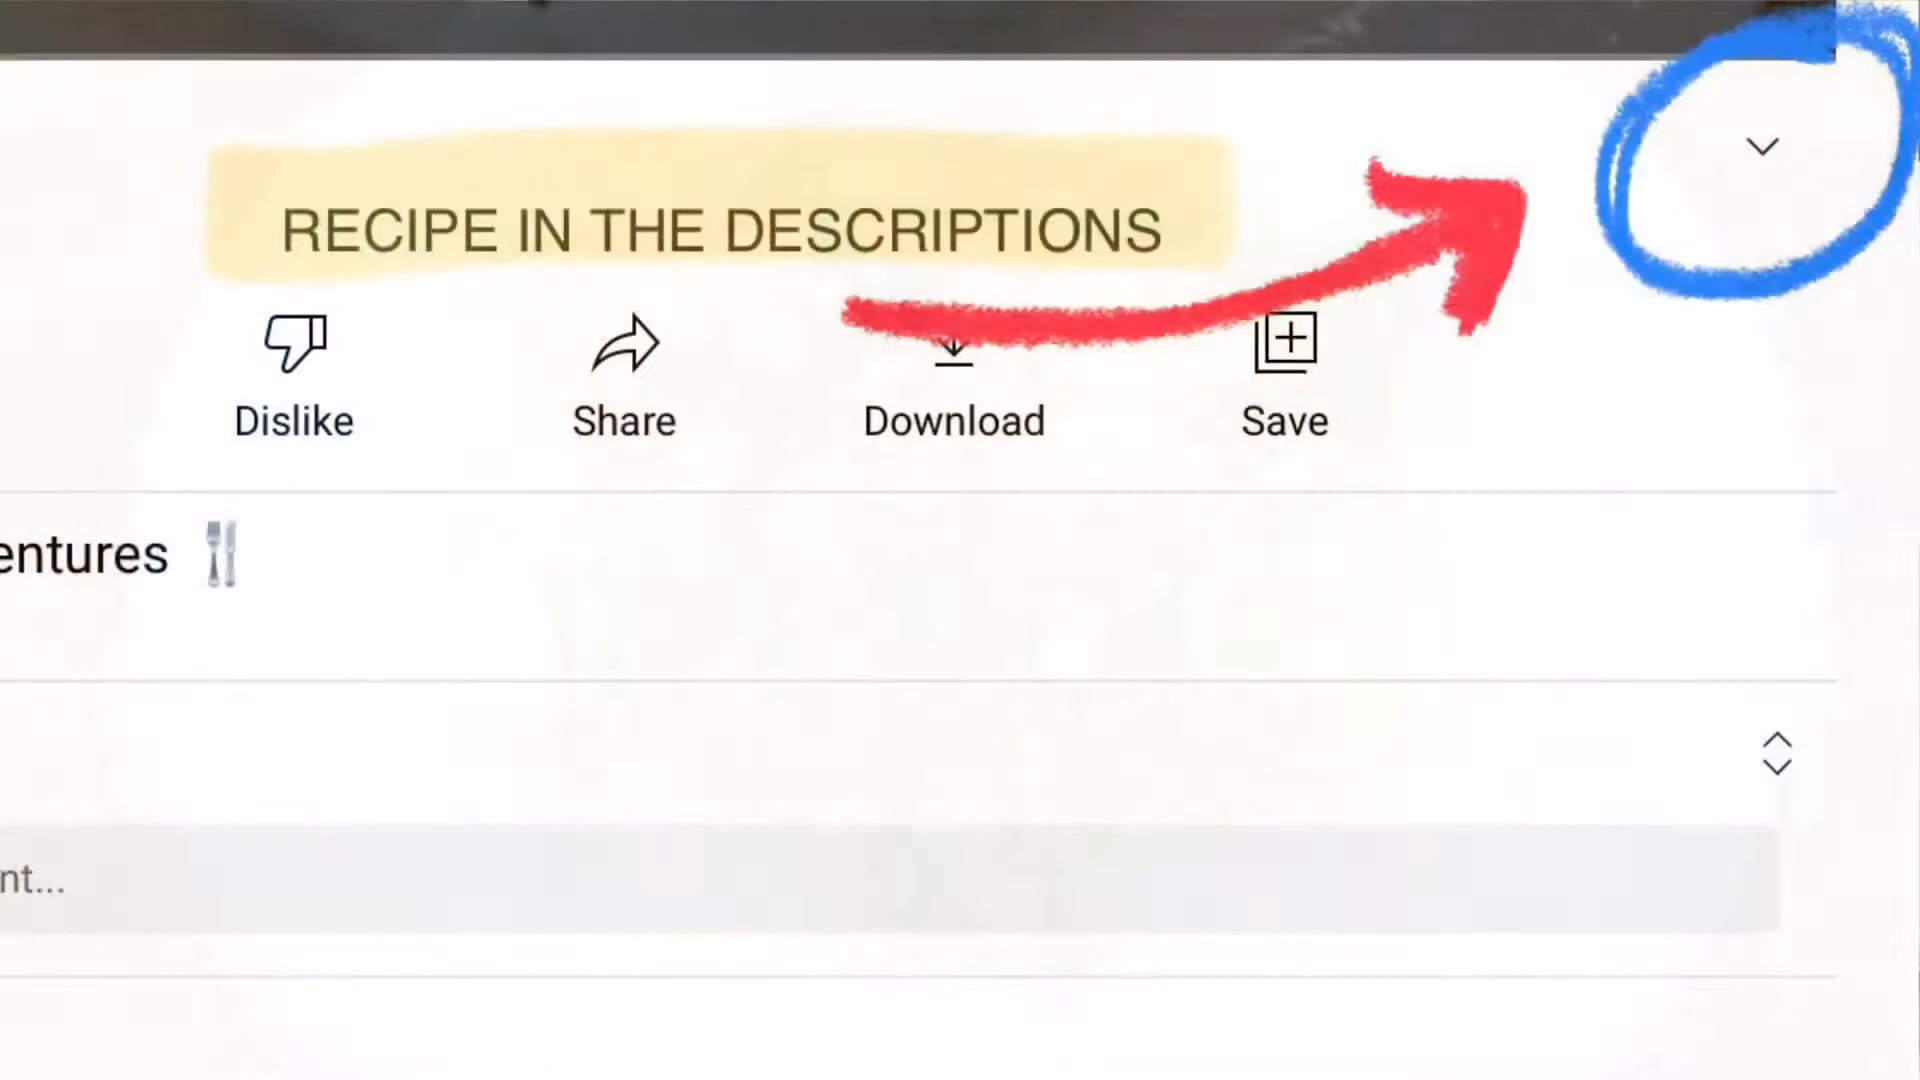 RECIPE IN THE DESCRIPTIONS
Dislike Share Download Save
entures
nt...